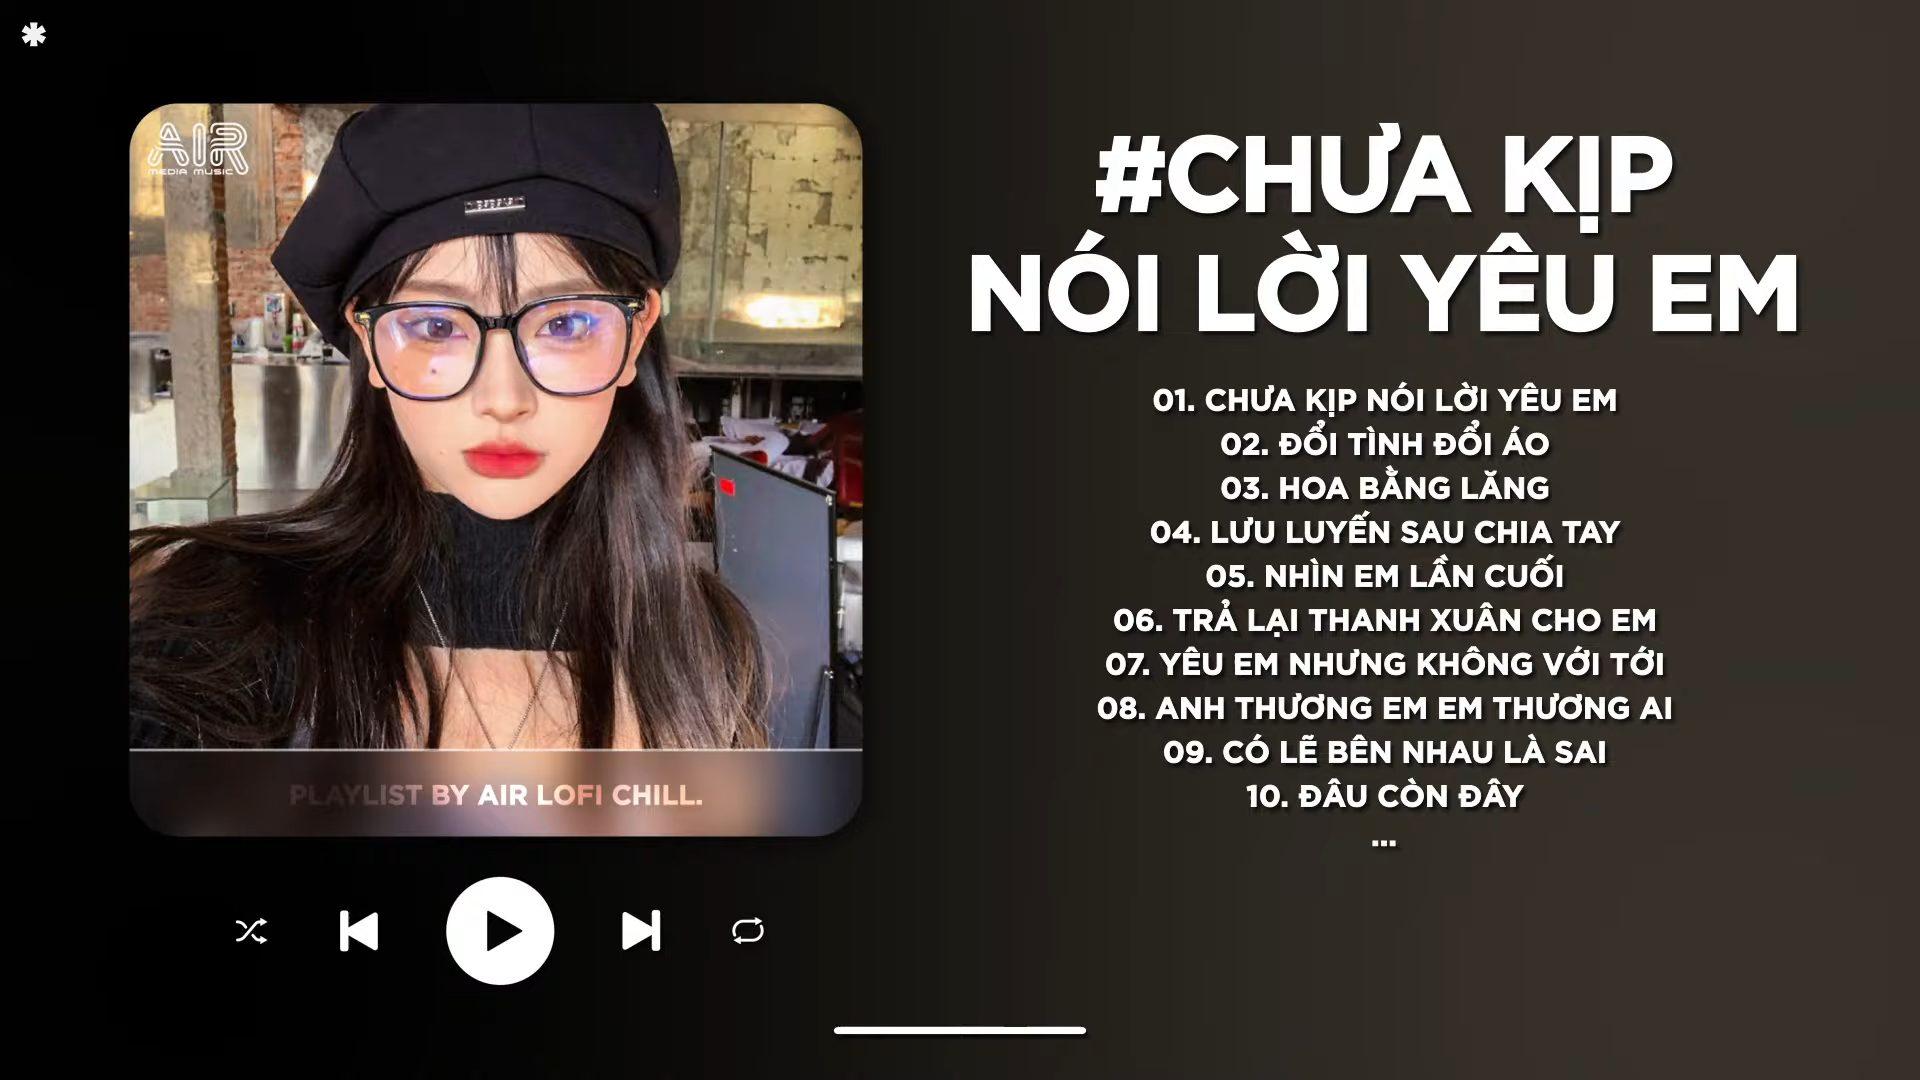 AIR
MEDIA MUSIC
#CHƯA KỊP
NÓI LỜI YÊU EM
01. CHƯA KỊP NÓI LỜI YÊU EM
02. ĐỔI TÌNH ĐỔI ÁO
03. HOA BẰNG LĂNG
04. LƯU LUYẾN SAU CHIA TAY
05. NHÌN EM LẦN CUỐI
06. TRẢ LẠI THANH XUÂN CHO EM
07. YÊU EM NHƯNG KHÔNG VỚI TỚI
08. ANH THƯƠNG EM EM THƯƠNG AI
09. CÓ LẼ BÊN NHAU LÀ SAI
10. ĐÂU CÒN ĐÂY
...
PLAYLIST BY AIR LOFI CHILL.